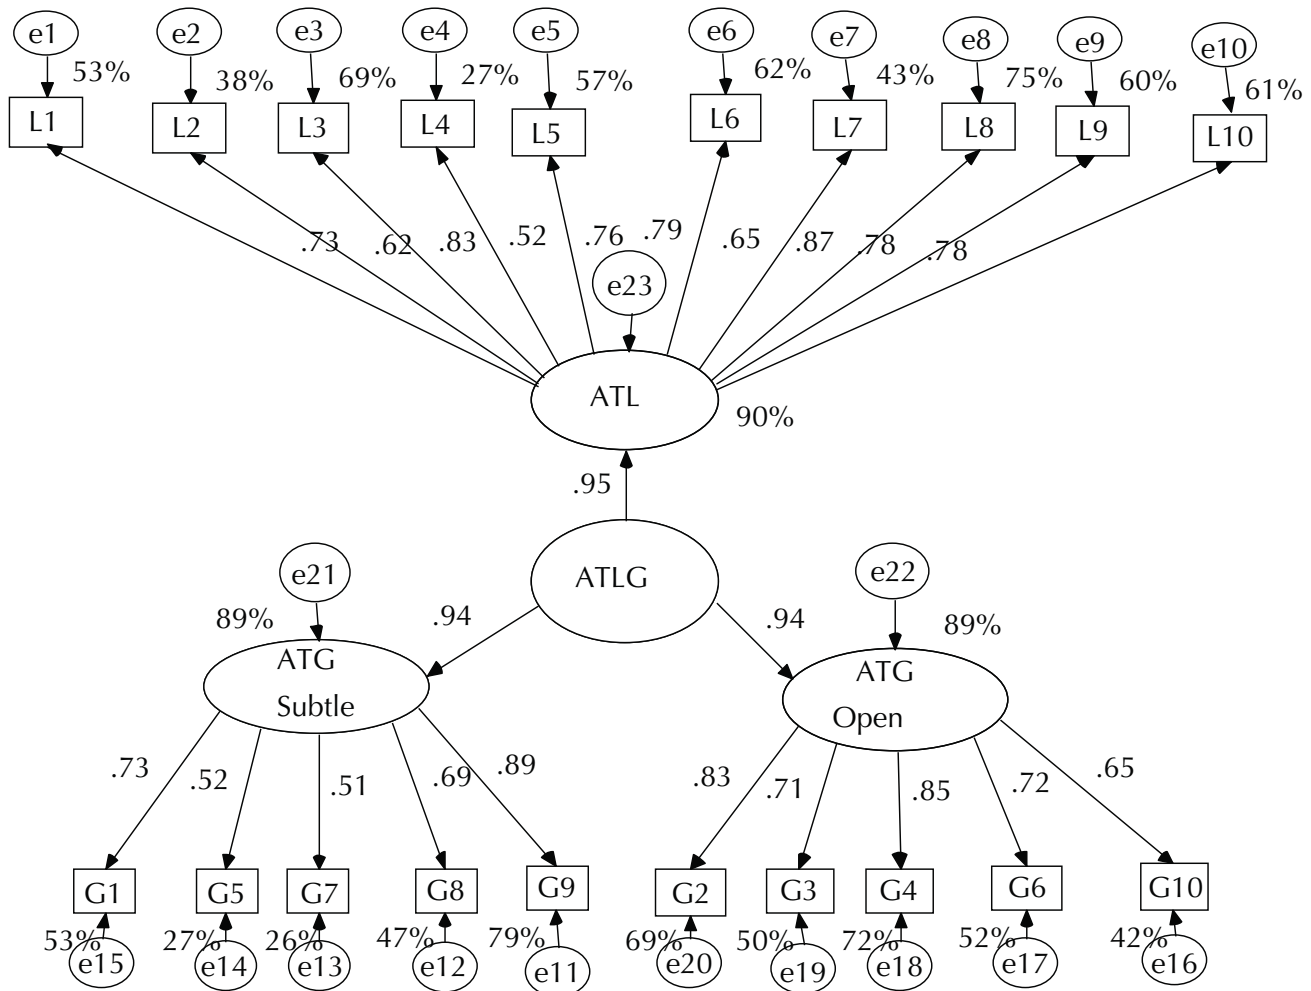 e1 e2 e3 e4 e5 e6 e7 e8 e9 e10
53% 38% 69% 27% 57% 62% 43% 75% 60% 61%
L1 L2 L3 L4 L5 L6 L7 L8 L9 L10
.73 .62 .83 .52 .76 .79 .65 .87 .78 .78
e23
ATL
90%
.95
ATLG
e21
e22
89%
.94
.94
89%
ATG
Subtle
ATG
Open
.73 .52 .51 .69 .89
.83 .71 .85 .72 .65
G1 G5 G7 G8 G9 G2 G3 G4 G6 G10
53% 27% 26% 47% 79% 69% 50% 72% 52% 42%
e15 e14 e13 e12 e11 e20 e19 e18 e17 e16